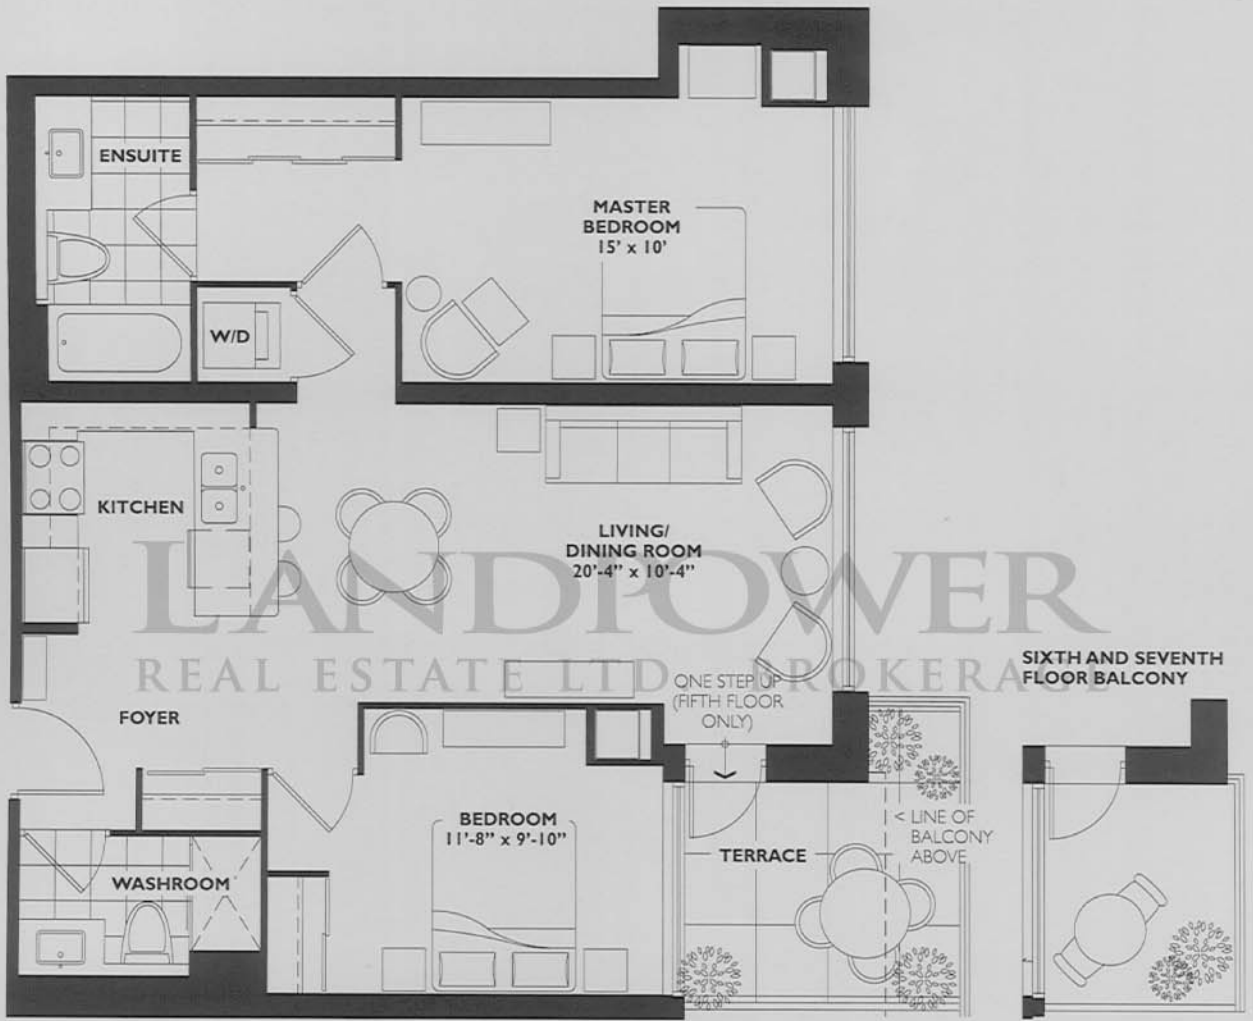 ENSUITE
MASTER
BEDROOM
15' x 10'
W/D
KITCHEN
LIVING/
DINING ROOM
20'-4" x 10'-4"
LANDPOWER
REAL ESTATE LTD. BROKERAGE
ONE STEP UP
(FIFTH FLOOR
ONLY)
SIXTH AND SEVENTH
FLOOR BALCONY
FOYER
BEDROOM
11'-8" x 9'-10"
< LINE OF
BALCONY
ABOVE
TERRACE
WASHROOM